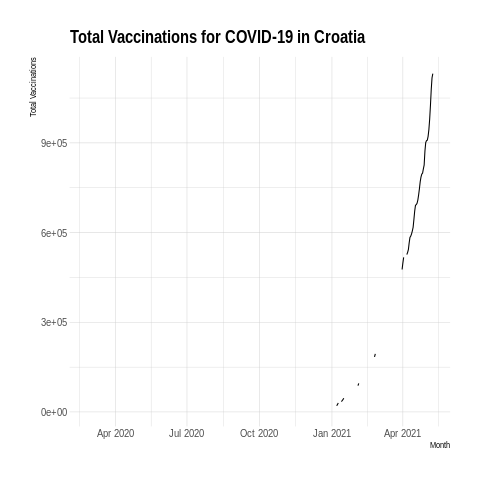 Total Vaccinations for COVID-19 in Croatia
Total Vaccinations
9e+05
6e+05
3e+05
0e+00
Apr 2020 Jul 2020 Oct 2020 Jan 2021 Apr 2021
Month